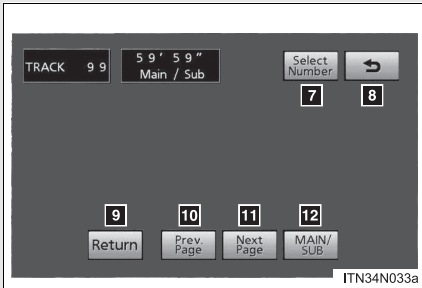 TRACK 99
59' 59"
Main / Sub
Select
Number
7
8
9
10
11
12
Return
Prev.
Page
Next
Page
MAIN/
SUB
ITN34N033a